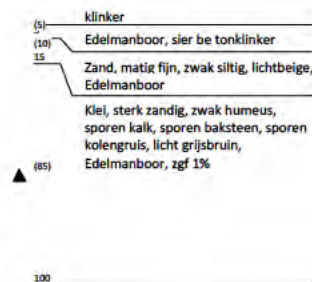 klinker
(5)
Edelmanboor, sier be tonklinker
(10)
15
Zand, matig fijn, zwak siltig, lichtbeige,
Edelmanboor
Klei, sterk zandig, zwak humeus,
sporen kalk, sporen baksteen, sporen
kolengruis, licht grijsbruin,
Edelmanboor, zgf 1%
(85)
100